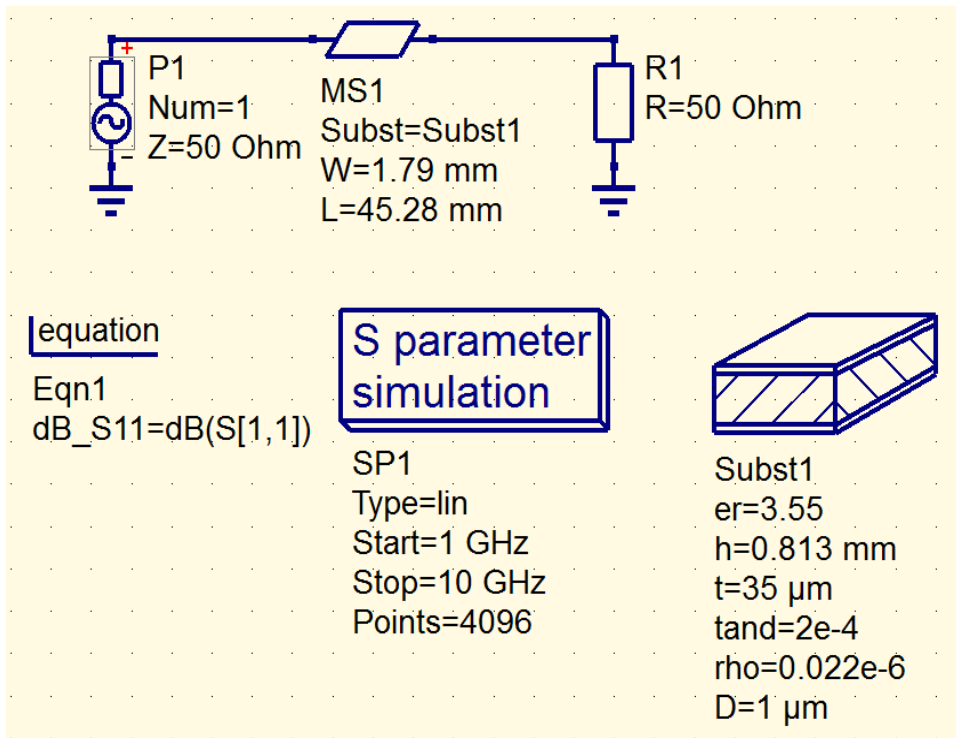 +
P1
Num=1
Z=50 Ohm
–
MS1
Subst=Subst1
W=1.79 mm
L=45.28 mm
R1
R=50 Ohm
equation
Eqn1
dB_S11=dB(S[1,1])
S parameter
simulation
SP1
Type=lin
Start=1 GHz
Stop=10 GHz
Points=4096
Subst1
er=3.55
h=0.813 mm
t=35 µm
tand=2e-4
rho=0.022e-6
D=1 µm